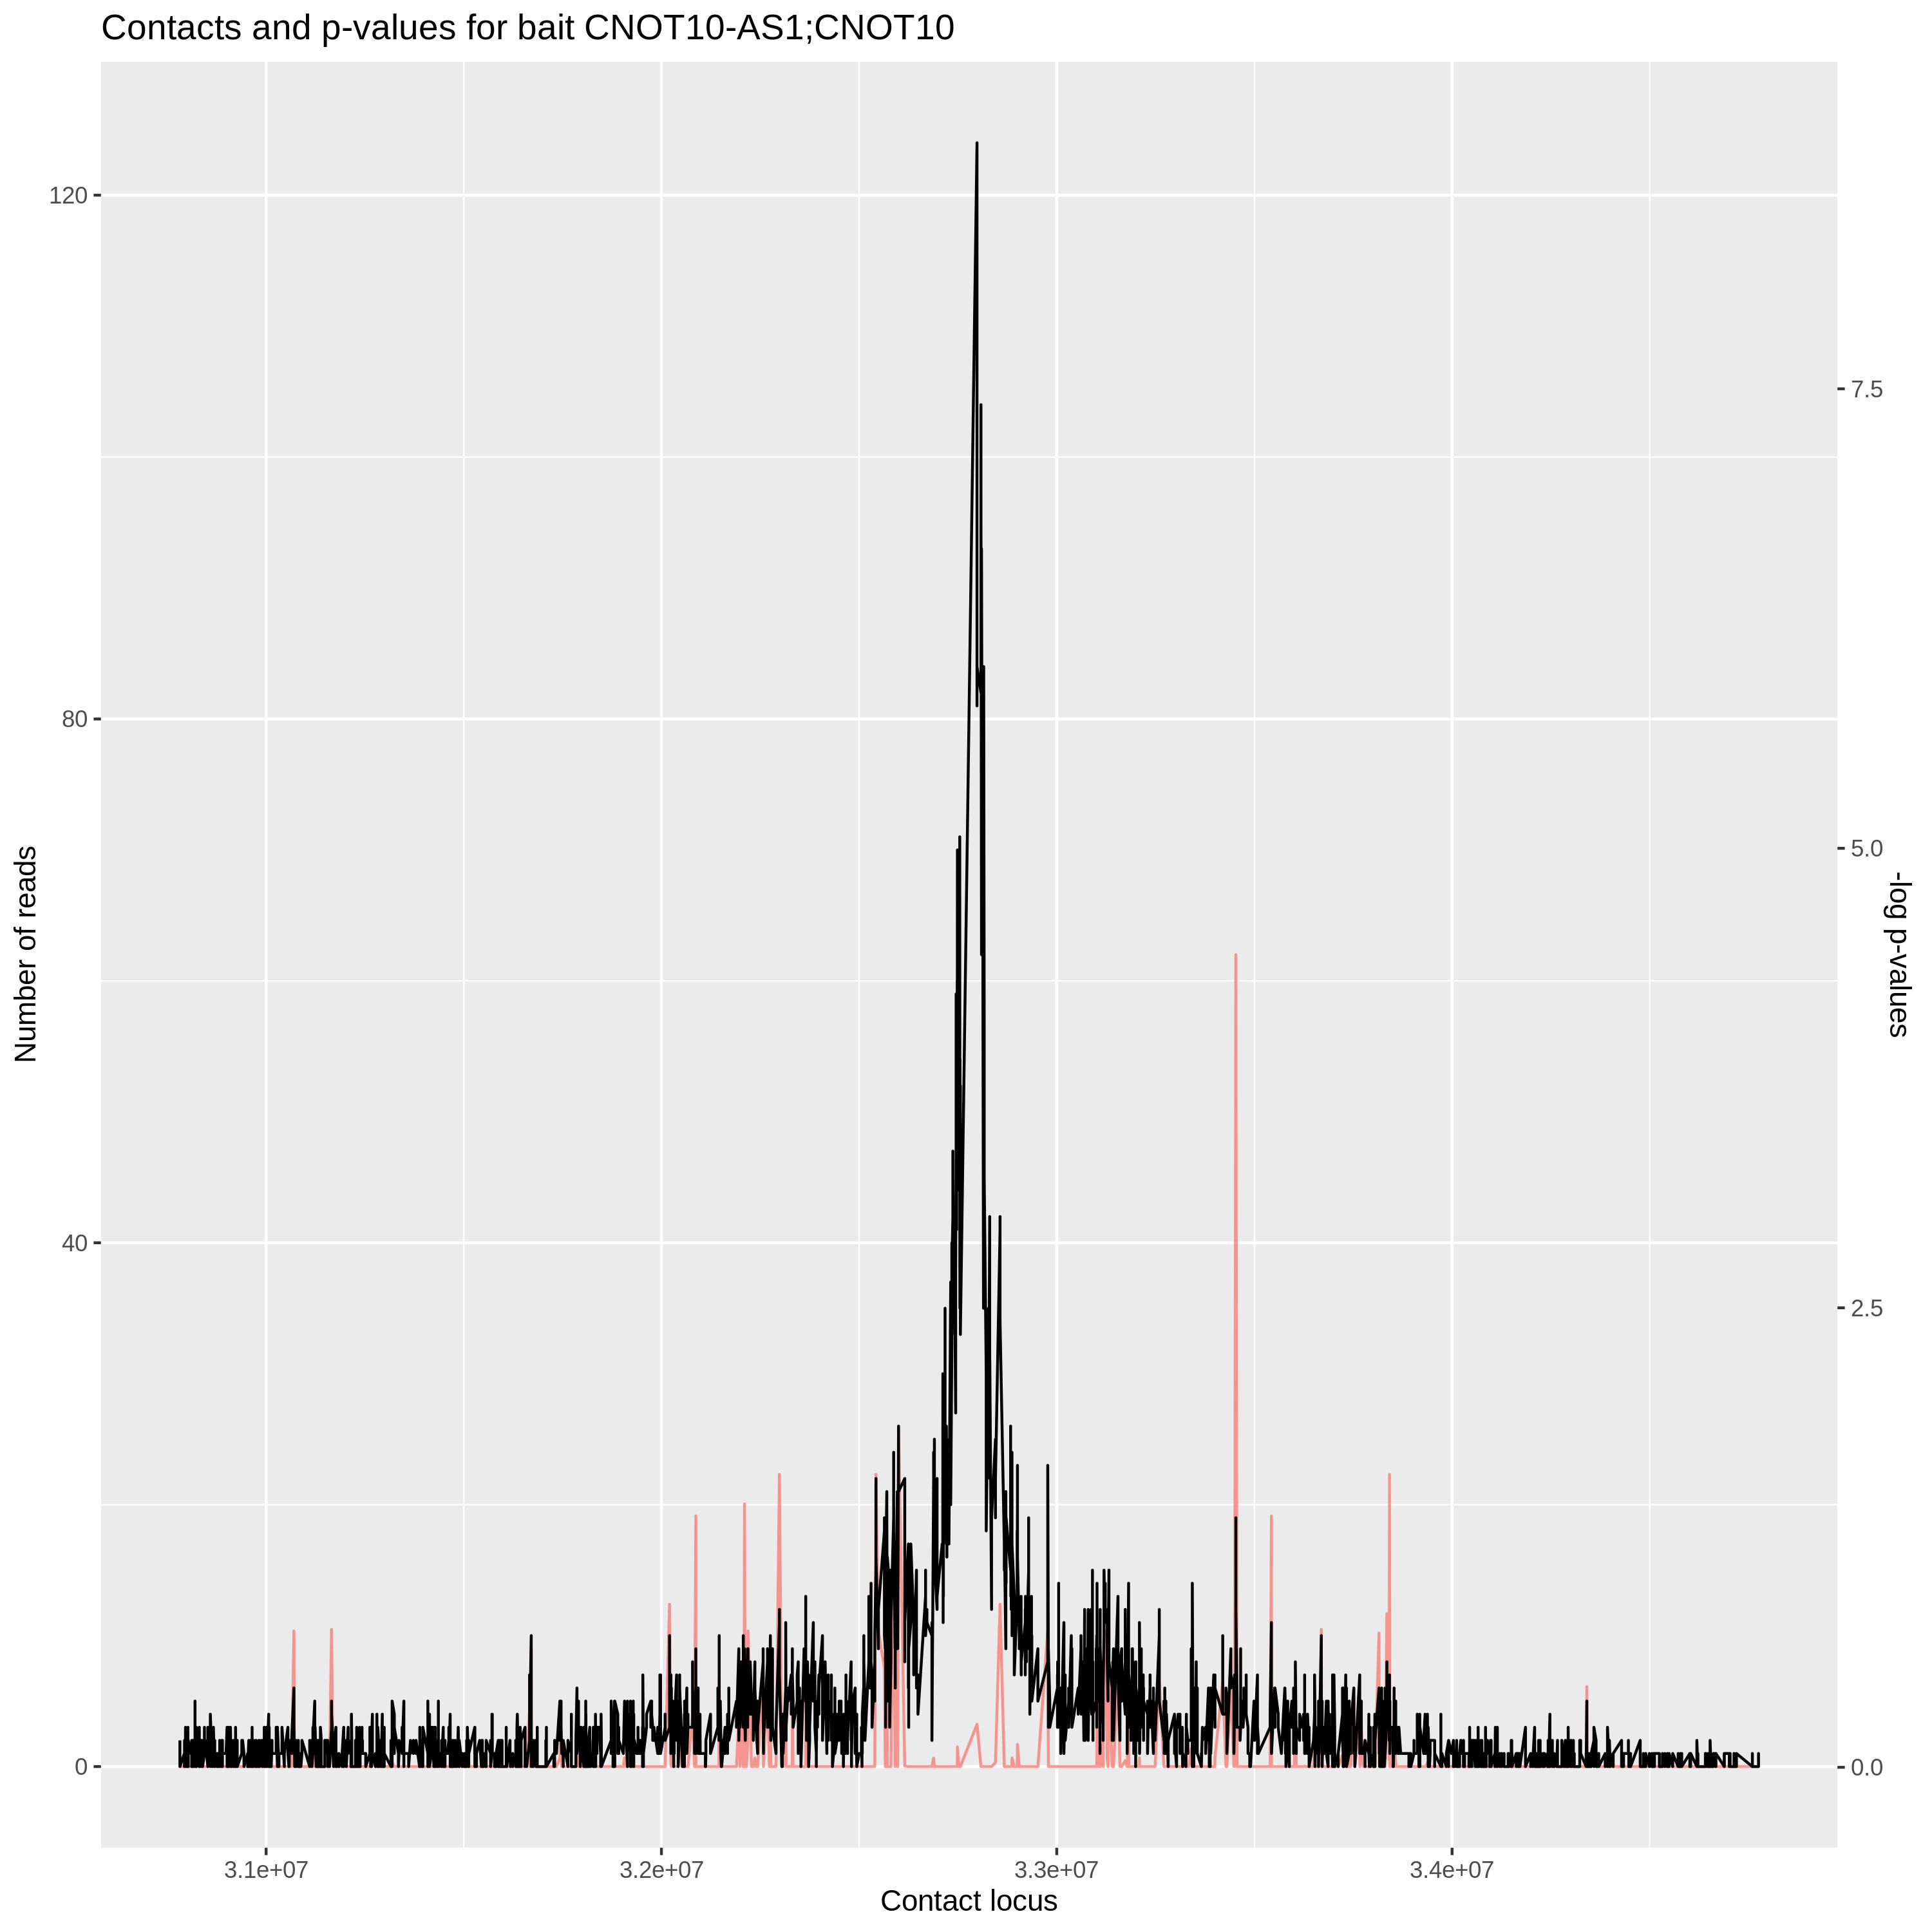 Contacts and p-values for bait CNOT10-AS1;CNOT10
120
80
40
0
Number of reads
7.5
5.0
2.5
0.0
-log p-values
3.1e+07
3.2e+07
3.3e+07
3.4e+07
Contact locus